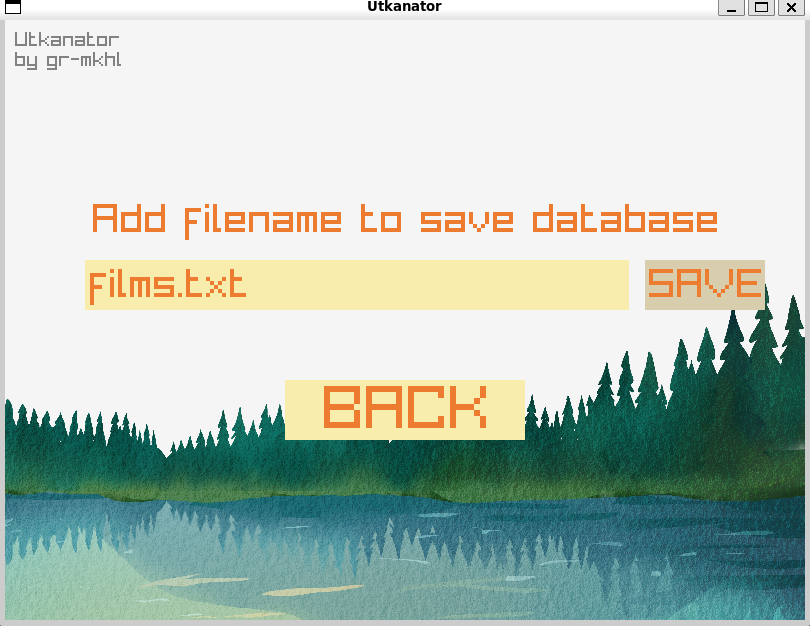 Utkanator
Utkanator
by gr-mkhl
Add filename to save database
films.txt
SAVE
BACK